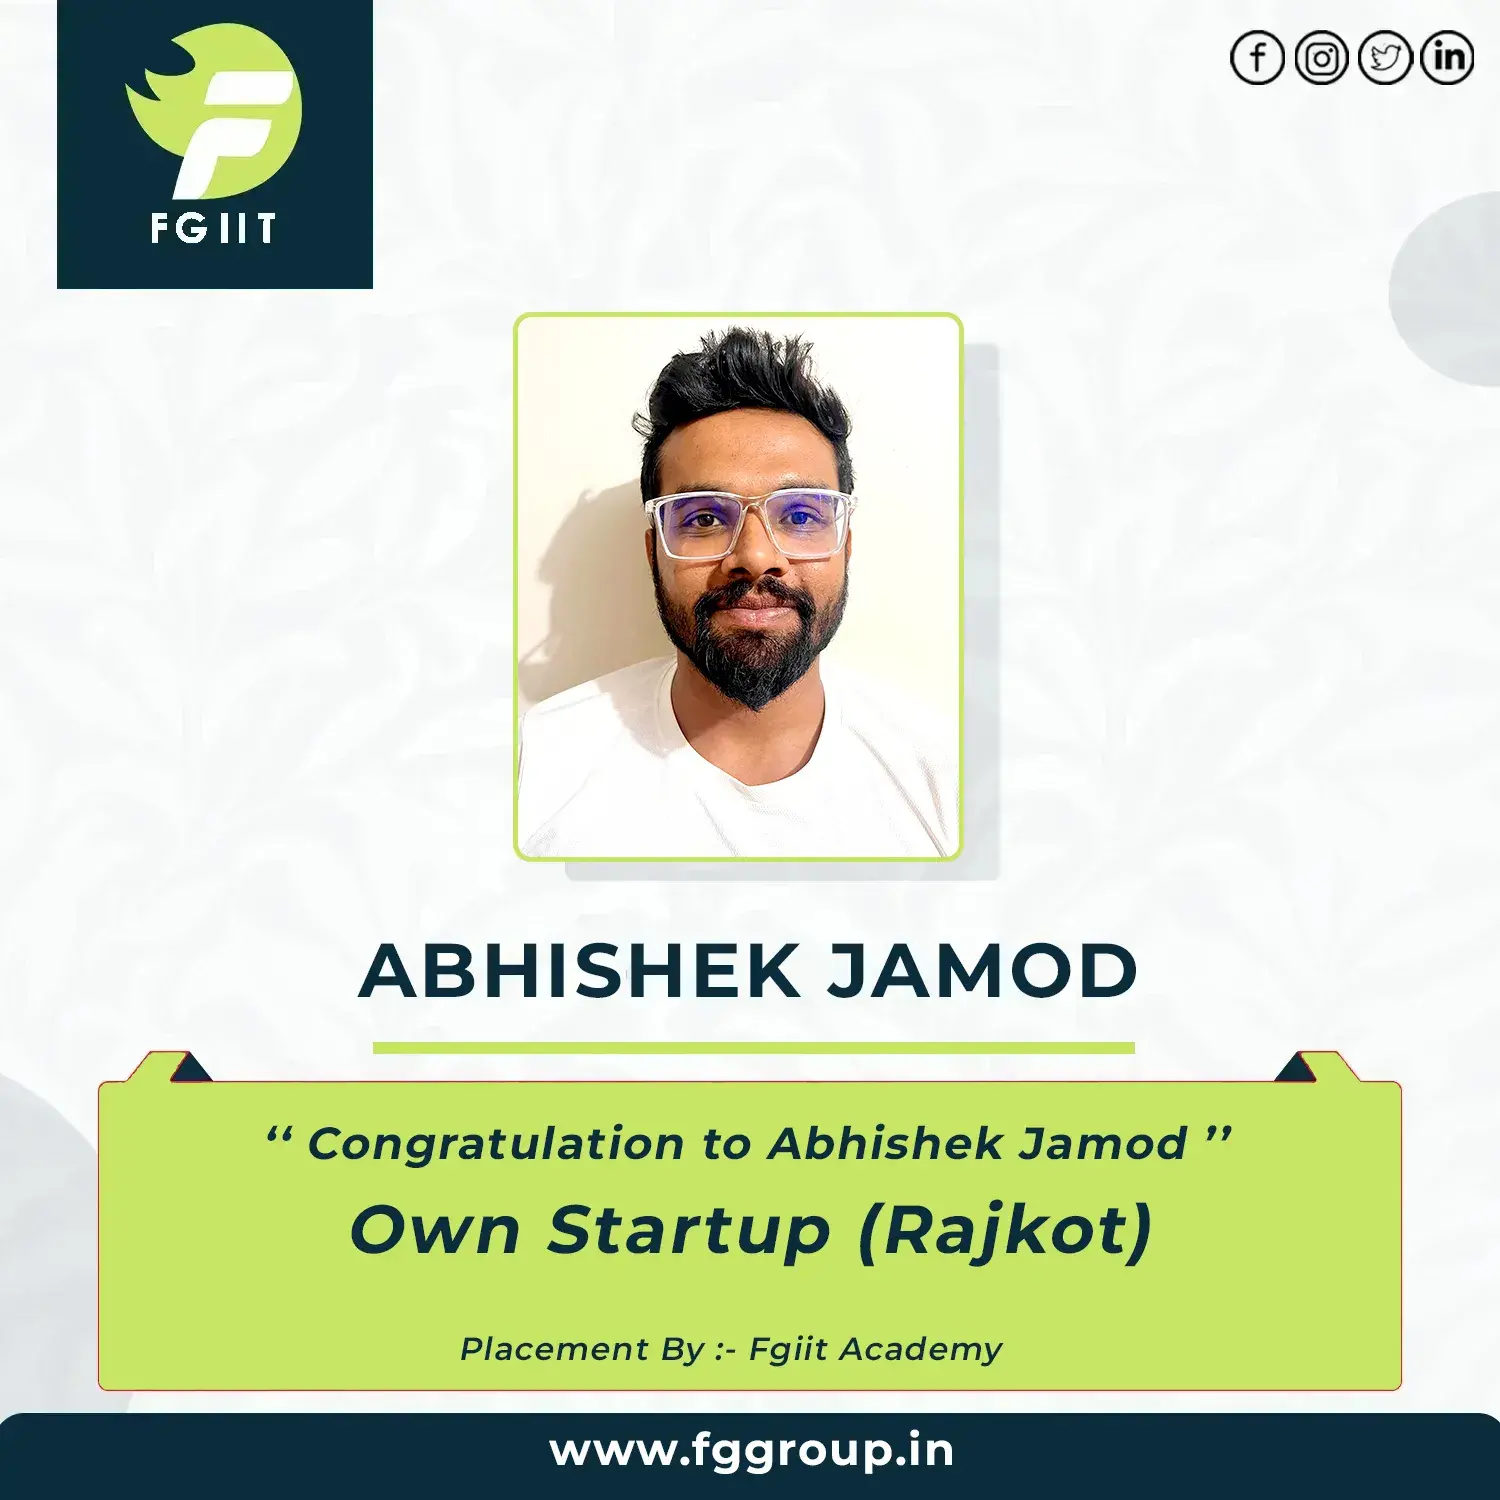 FGIIT
ABHISHEK JAMOD
‘‘ Congratulation to Abhishek Jamod ’’
Own Startup (Rajkot)
Placement By :- Fgiit Academy
www.fggroup.in